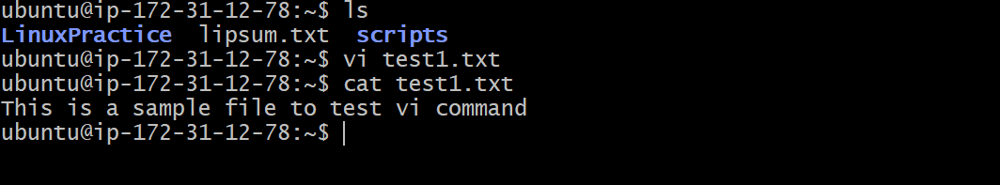 ubuntu@ip-172-31-12-78:~$ ls
LinuxPractice  lipsum.txt  scripts
ubuntu@ip-172-31-12-78:~$ vi test1.txt
ubuntu@ip-172-31-12-78:~$ cat test1.txt
This is a sample file to test vi command
ubuntu@ip-172-31-12-78:~$